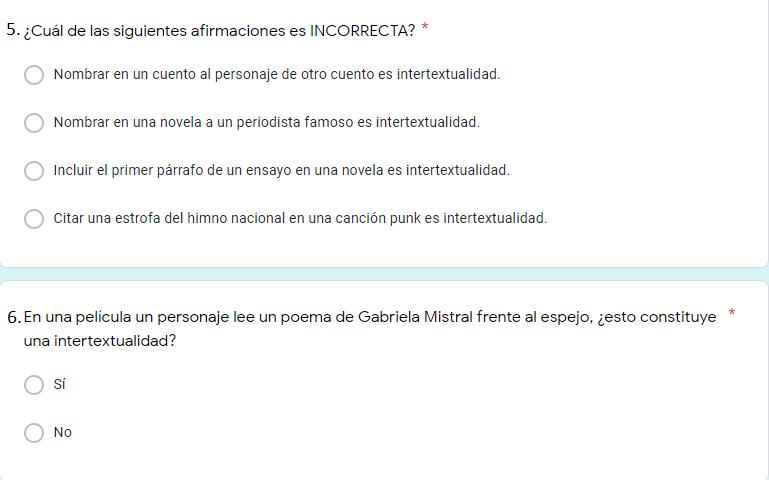 5. ¿Cuál de las siguientes afirmaciones es INCORRECTA? *
Nombrar en un cuento al personaje de otro cuento es intertextualidad.
Nombrar en una novela a un periodista famoso es intertextualidad.
Incluir el primer párrafo de un ensayo en una novela es intertextualidad.
Citar una estrofa del himno nacional en una canción punk es intertextualidad.
6. En una película un personaje lee un poema de Gabriela Mistral frente al espejo, ¿esto constituye *
una intertextualidad?
Sí
No